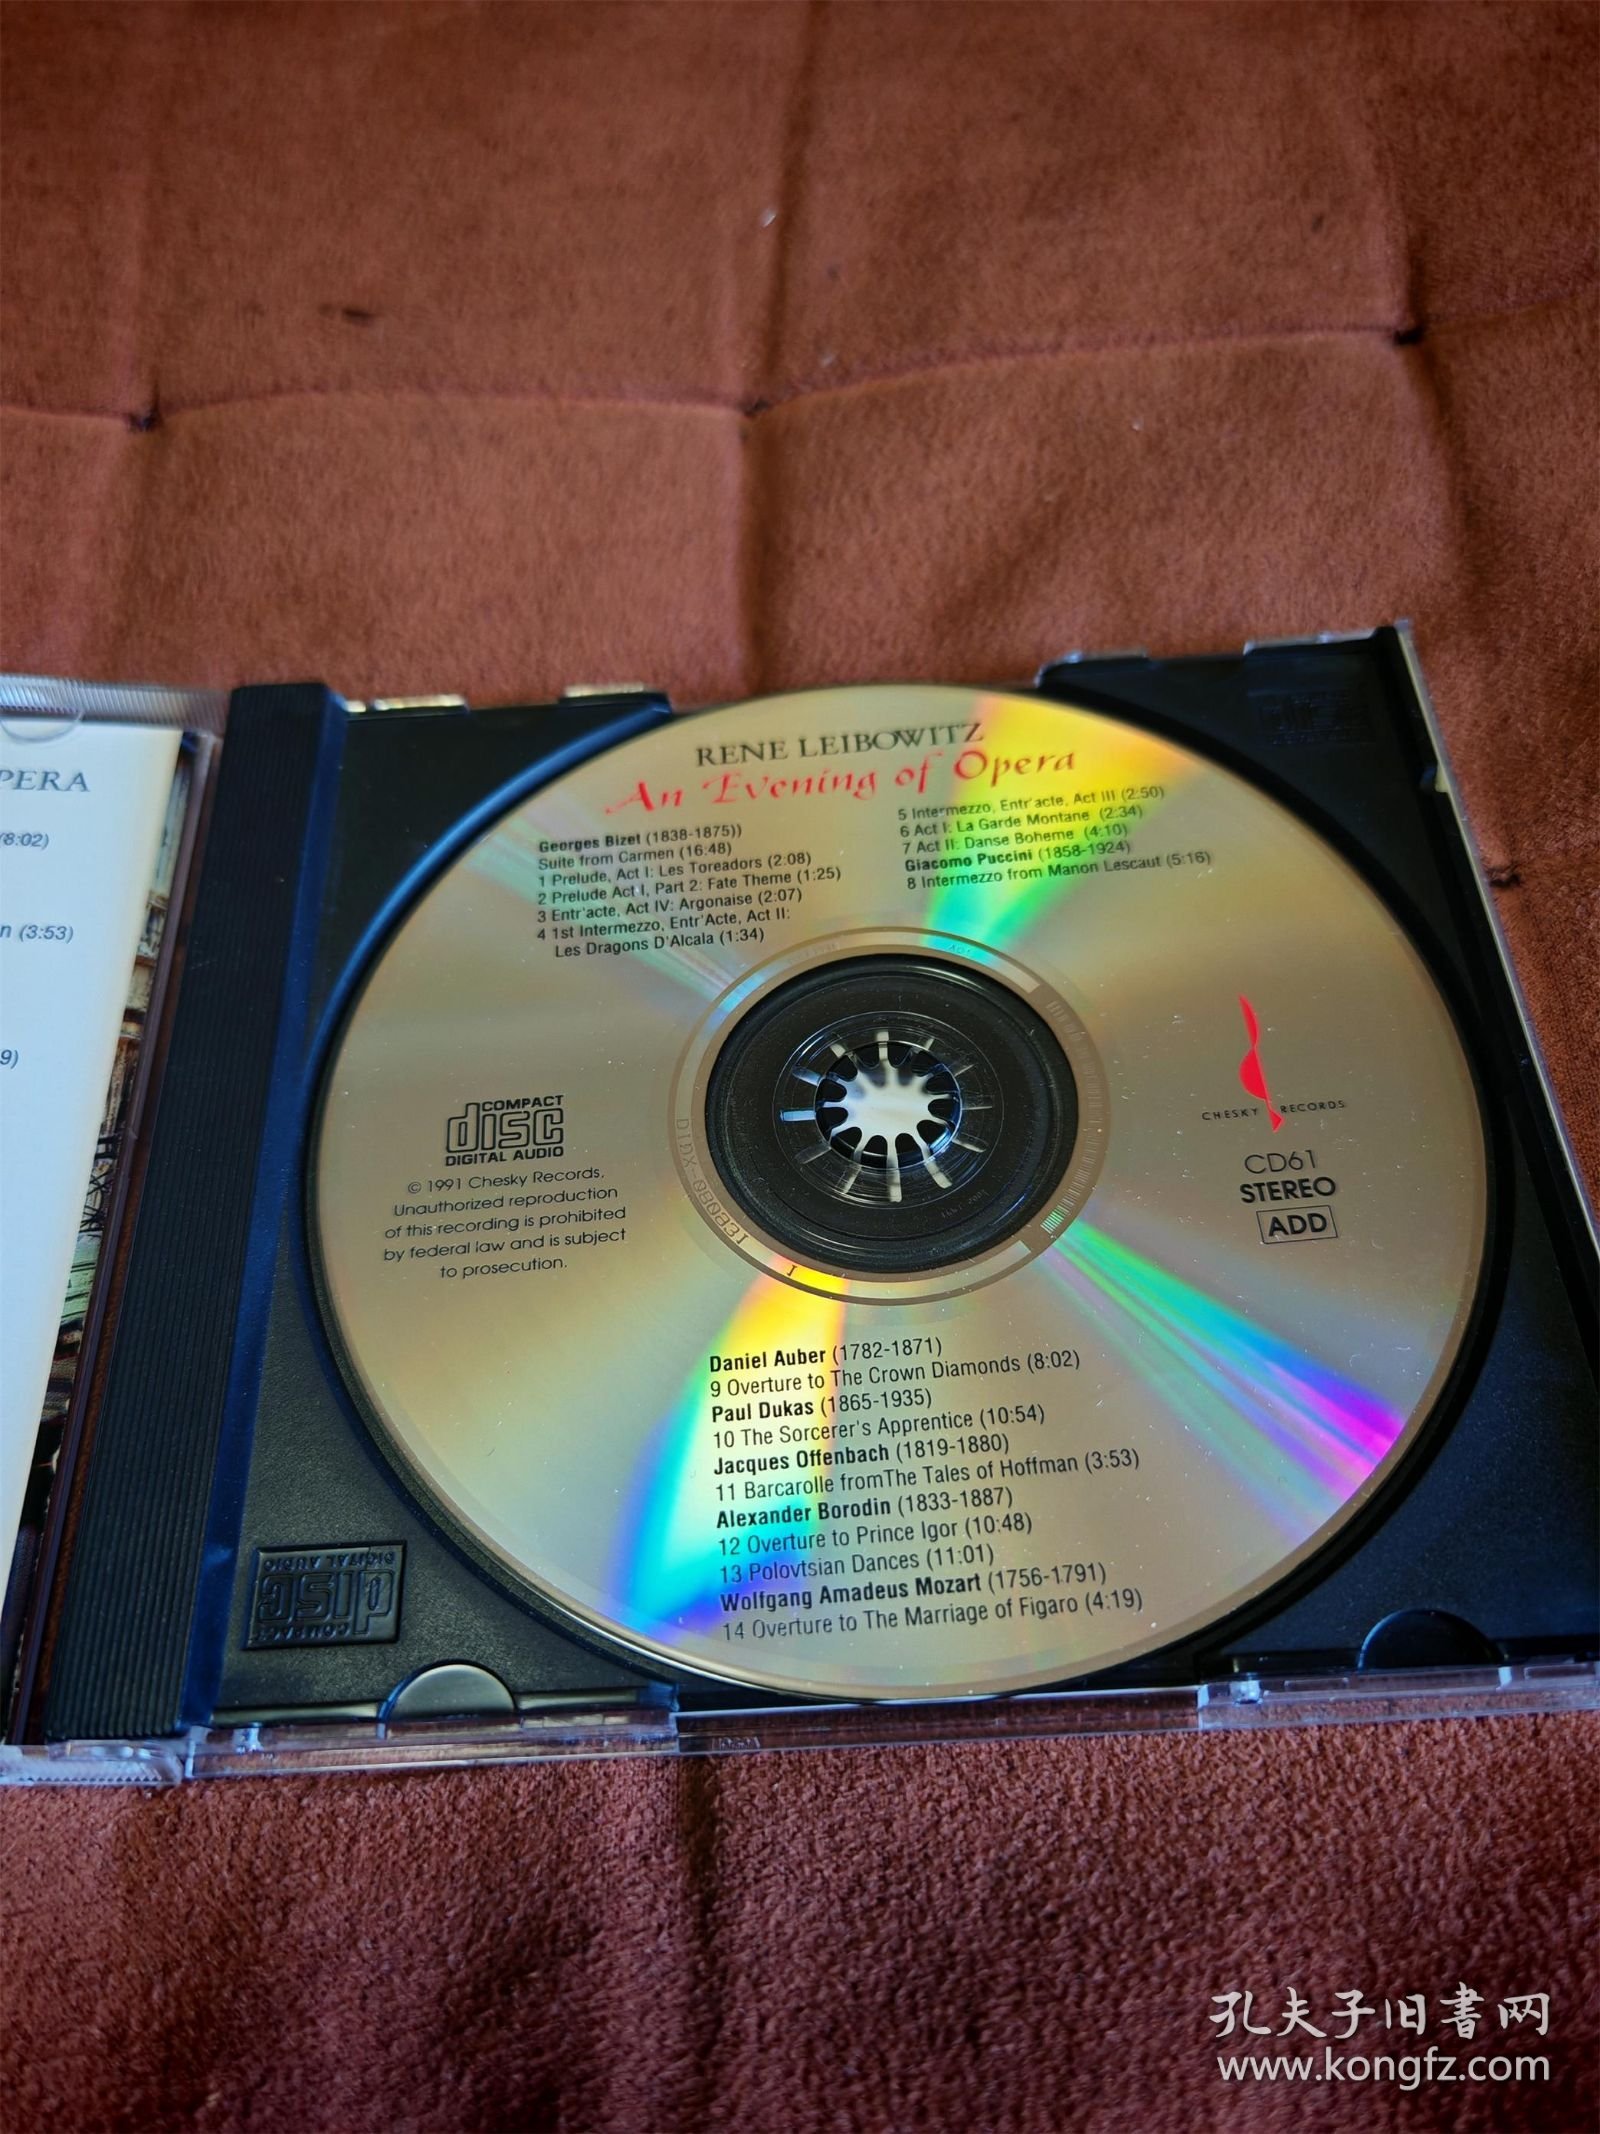 PERA
(8:02)
n (3:53)
9)
RENE LEIBOWITZ
An Evening of Opera
Georges Bizet (1838-1875))
Suite from Carmen (16:48)
1 Prelude, Act I: Les Toreadors (2:08)
2 Prelude Act I, Part 2: Fate Theme (1:25)
3 Entr'acte, Act IV: Argonaise (2:07)
4 1st Intermezzo, Entr'Acte, Act II:
Les Dragons D'Alcala (1:34)
5 Intermezzo, Entr'acte, Act III (2:50)
6 Act I: La Garde Montane (2:34)
7 Act II: Danse Boheme (4:10)
Giacomo Puccini (1858-1924)
8 Intermezzo from Manon Lescaut (5:16)
COMPACT
disc
DIGITAL AUDIO
© 1991 Chesky Records.
Unauthorized reproduction
of this recording is prohibited
by federal law and is subject
to prosecution.
CHESKY RECORDS
CD61
STEREO
ADD
DIDX-080831
1
Daniel Auber (1782-1871)
9 Overture to The Crown Diamonds (8:02)
Paul Dukas (1865-1935)
10 The Sorcerer's Apprentice (10:54)
Jacques Offenbach (1819-1880)
11 Barcarolle fromThe Tales of Hoffman (3:53)
Alexander Borodin (1833-1887)
12 Overture to Prince Igor (10:48)
13 Polovtsian Dances (11:01)
Wolfgang Amadeus Mozart (1756-1791)
14 Overture to The Marriage of Figaro (4:19)
COMPACT
disc
DIGITAL AUDIO
孔夫子旧书网
www.kongfz.com